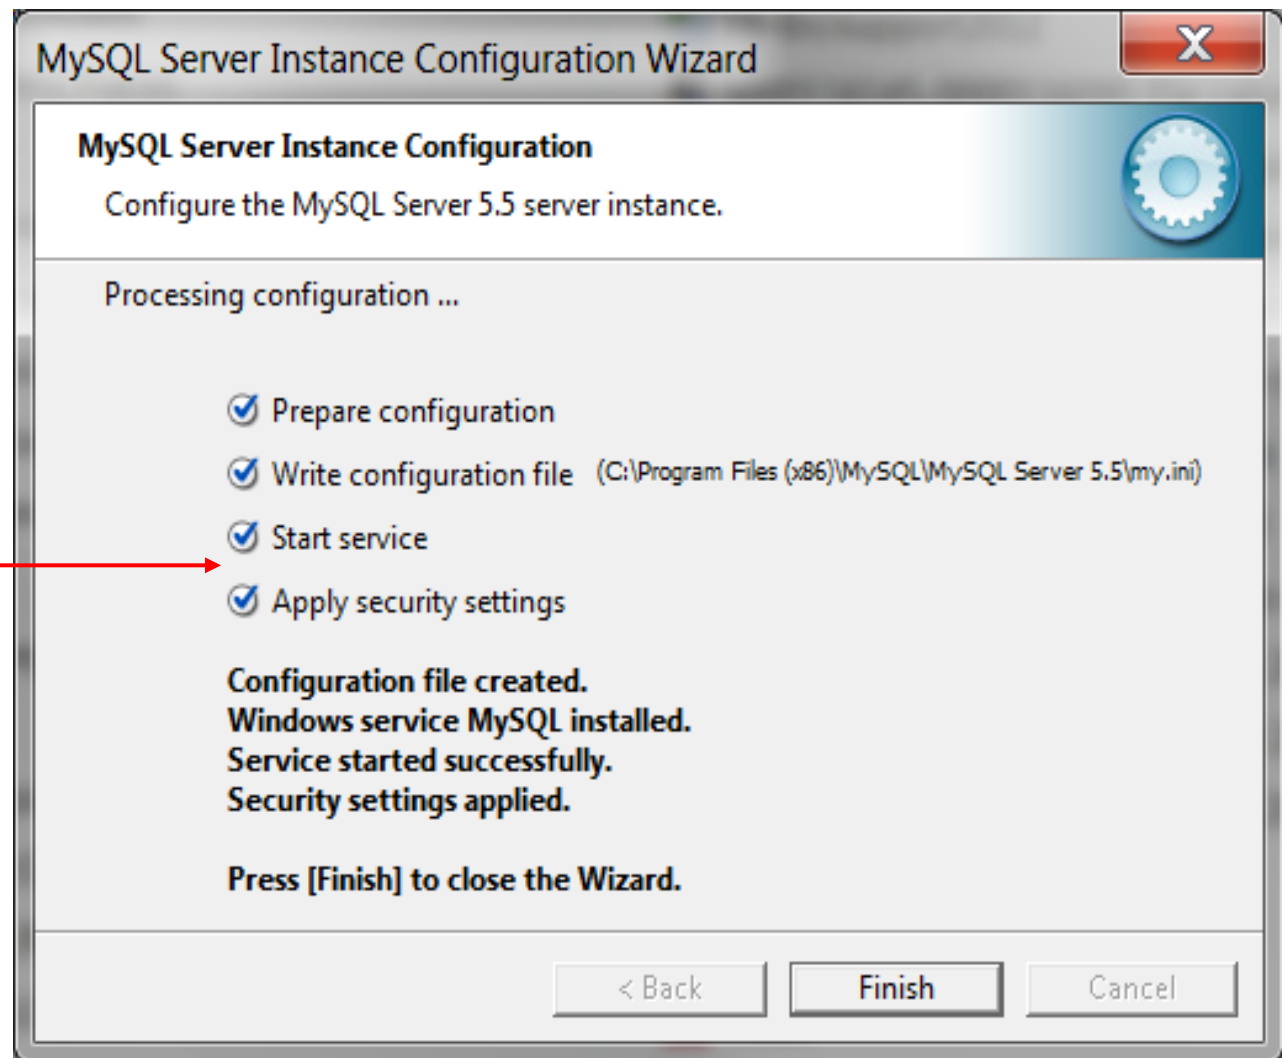 MySQL Server Instance Configuration Wizard
X
MySQL Server Instance Configuration
Configure the MySQL Server 5.5 server instance.
Processing configuration ...
Prepare configuration
Write configuration file (C:\Program Files (x86)\MySQL\MySQL Server 5.5\my.ini)
Start service
Apply security settings
Configuration file created.
Windows service MySQL installed.
Service started successfully.
Security settings applied.
Press [Finish] to close the Wizard.
< Back Finish Cancel